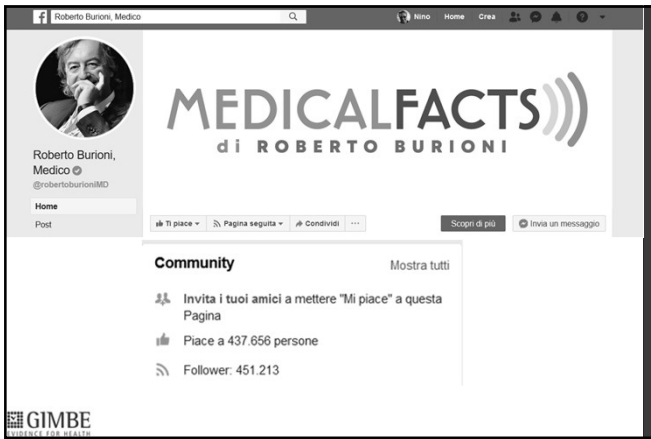 Roberto Burioni, Medico
Nino Home Crea
MEDICALFACTS
di ROBERTO BURIONI
Roberto Burioni,
Medico
@robertoburioniMD
Home
Post
Ti piace Pagina seguita Condividi ... Scopri di più Invia un messaggio
Community Mostra tutti
Invita i tuoi amici a mettere "Mi piace" a questa
Pagina
Piace a 437.656 persone
Follower: 451.213
GIMBE
EVIDENCE FOR HEALTH